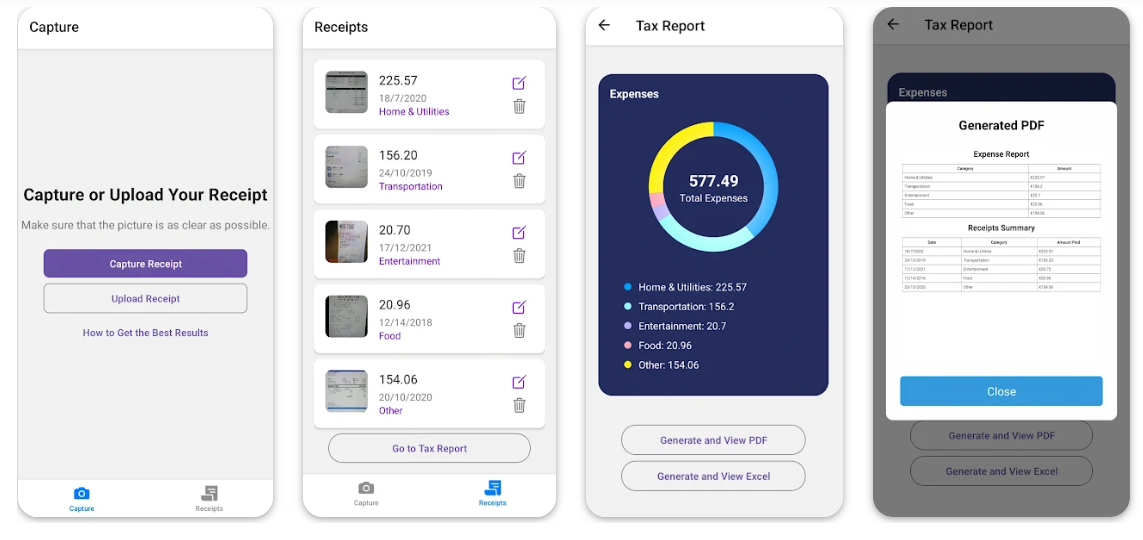 Capture
Capture or Upload Your Receipt
Make sure that the picture is as clear as possible.
Capture Receipt
Upload Receipt
How to Get the Best Results
Capture
Receipts
Receipts
225.57
18/7/2020
Home & Utilities
156.20
24/10/2019
Transportation
20.70
17/12/2021
Entertainment
20.96
12/14/2018
Food
154.06
20/10/2020
Other
Go to Tax Report
Capture
Receipts
Tax Report
Expenses
577.49
Total Expenses
Home & Utilities: 225.57
Transportation: 156.2
Entertainment: 20.7
Food: 20.96
Other: 154.06
Generate and View PDF
Generate and View Excel
Tax Report
Expenses
Generated PDF
Expense Report
Category Amount
Home & Utilities €225.57
Transportation €156.2
Entertainment €20.7
Food €20.96
Other €154.06
Receipts Summary
Date Category Amount Paid
18/7/2020 Home & Utilities €225.57
24/10/2019 Transportation €156.20
17/12/2021 Entertainment €20.70
12/14/2018 Food €20.96
20/10/2020 Other €154.06
Close
Generate and View PDF
Generate and View Excel